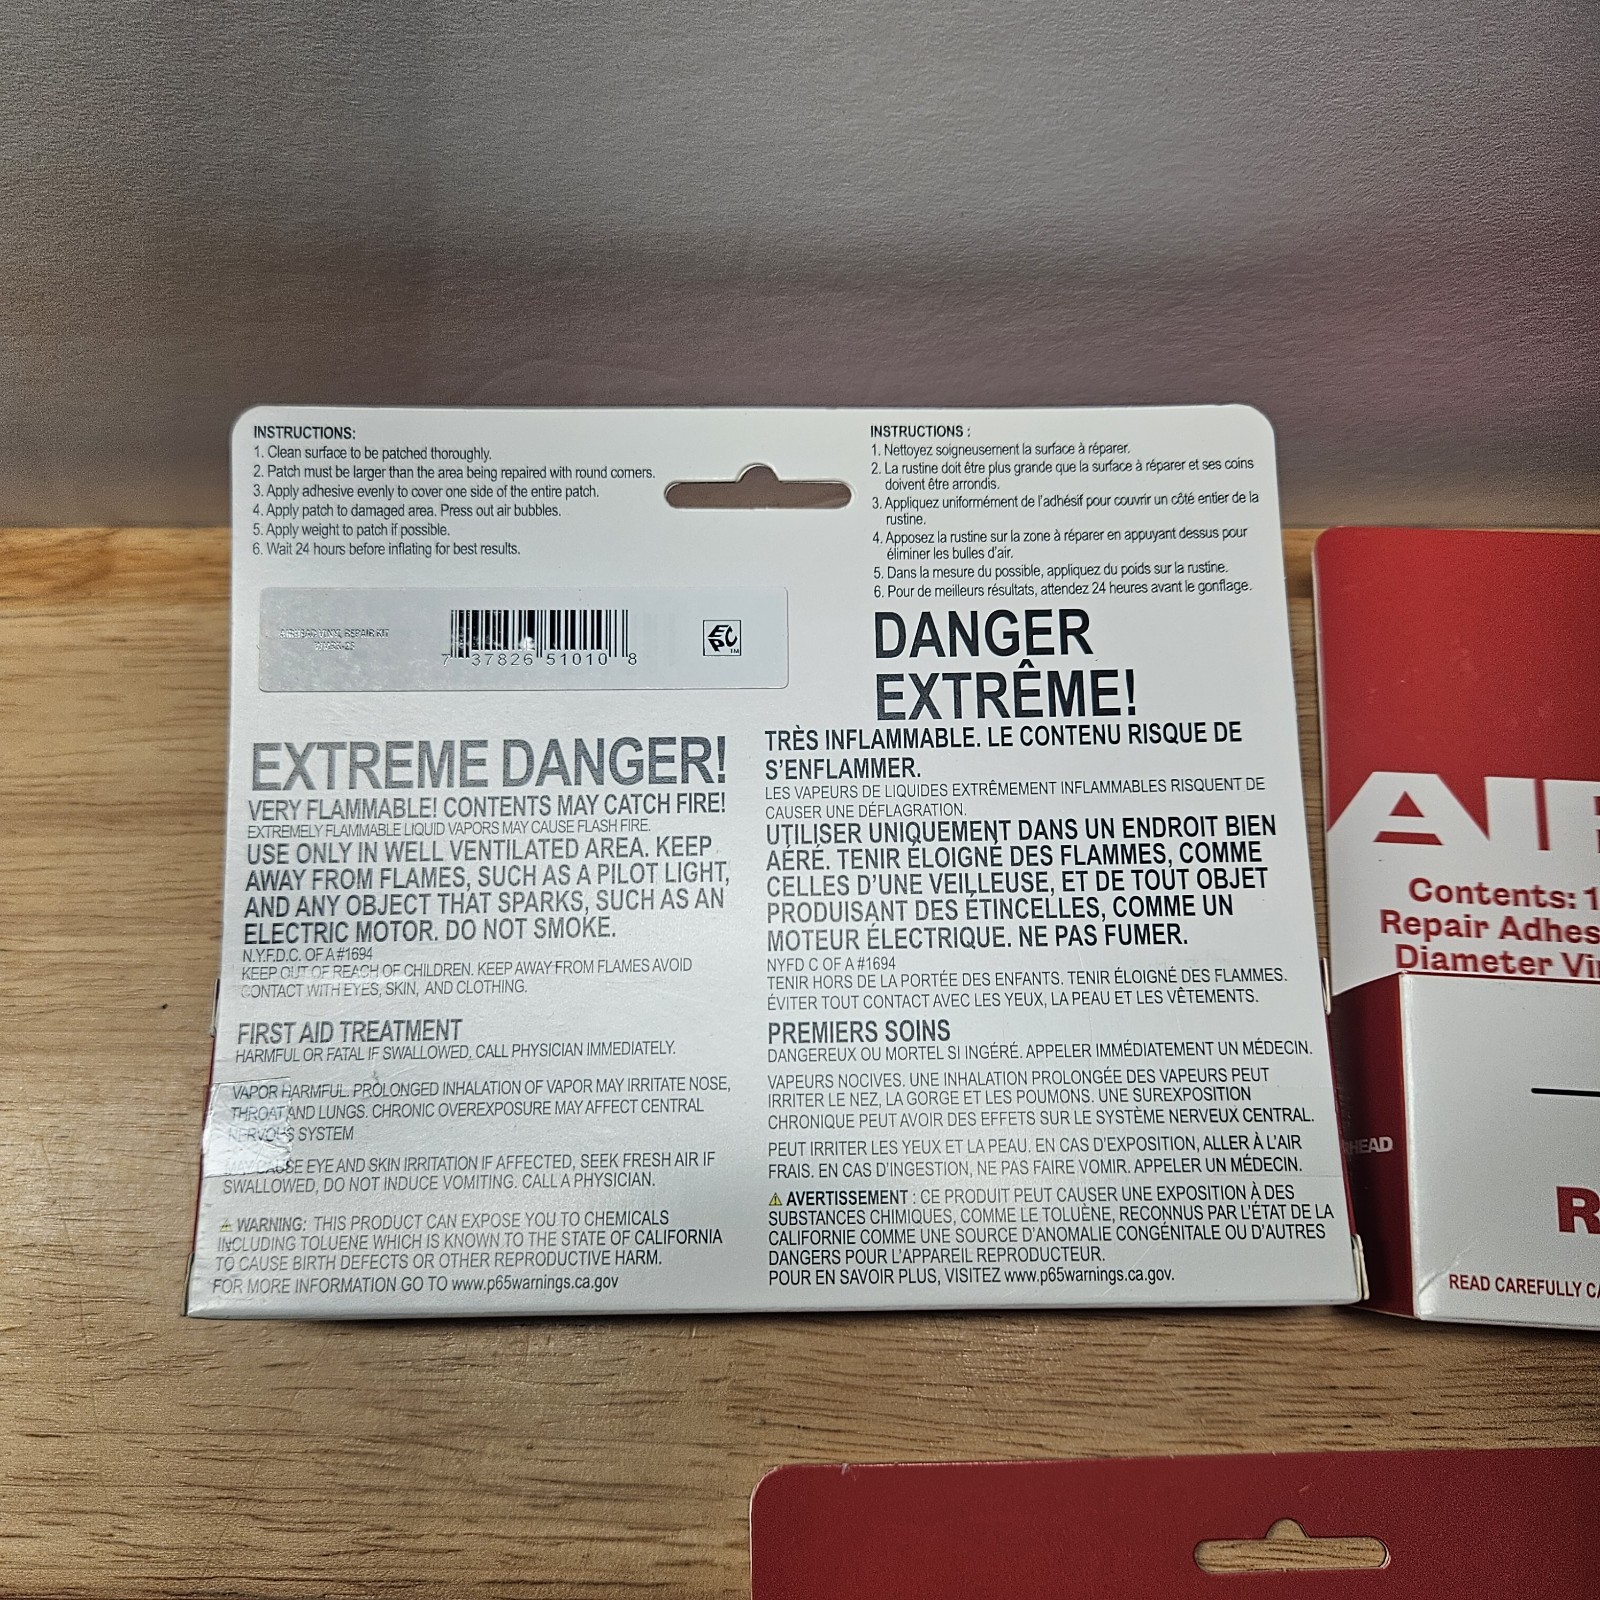 INSTRUCTIONS:
1. Clean surface to be patched thoroughly.
2. Patch must be larger than the area being repaired with round corners.
3. Apply adhesive evenly to cover one side of the entire patch.
4. Apply patch to damaged area. Press out air bubbles.
5. Apply weight to patch if possible.
6. Wait 24 hours before inflating for best results.
AIRHEAD VINYL REPAIR KIT
7 37826 51010 8
EPC
TM
EXTREME DANGER!
VERY FLAMMABLE! CONTENTS MAY CATCH FIRE!
EXTREMELY FLAMMABLE LIQUID VAPORS MAY CAUSE FLASH FIRE.
USE ONLY IN WELL VENTILATED AREA. KEEP
AWAY FROM FLAMES, SUCH AS A PILOT LIGHT,
AND ANY OBJECT THAT SPARKS, SUCH AS AN
ELECTRIC MOTOR. DO NOT SMOKE.
N.Y.F.D.C. OF A #1694
KEEP OUT OF REACH OF CHILDREN. KEEP AWAY FROM FLAMES AVOID
CONTACT WITH EYES, SKIN, AND CLOTHING.
FIRST AID TREATMENT
HARMFUL OR FATAL IF SWALLOWED, CALL PHYSICIAN IMMEDIATELY.
VAPOR HARMFUL. PROLONGED INHALATION OF VAPOR MAY IRRITATE NOSE,
THROAT AND LUNGS. CHRONIC OVEREXPOSURE MAY AFFECT CENTRAL
NERVOUS SYSTEM
MAY CAUSE EYE AND SKIN IRRITATION IF AFFECTED, SEEK FRESH AIR IF
SWALLOWED, DO NOT INDUCE VOMITING. CALL A PHYSICIAN.
⚠ WARNING: THIS PRODUCT CAN EXPOSE YOU TO CHEMICALS
INCLUDING TOLUENE WHICH IS KNOWN TO THE STATE OF CALIFORNIA
TO CAUSE BIRTH DEFECTS OR OTHER REPRODUCTIVE HARM.
FOR MORE INFORMATION GO TO www.p65warnings.ca.gov
INSTRUCTIONS :
1. Nettoyez soigneusement la surface à réparer.
2. La rustine doit être plus grande que la surface à réparer et ses coins
doivent être arrondis.
3. Appliquez uniformément de l'adhésif pour couvrir un côté entier de la
rustine.
4. Apposez la rustine sur la zone à réparer en appuyant dessus pour
éliminer les bulles d'air.
5. Dans la mesure du possible, appliquez du poids sur la rustine.
6. Pour de meilleurs résultats, attendez 24 heures avant le gonflage.
DANGER
EXTRÊME!
TRÈS INFLAMMABLE. LE CONTENU RISQUE DE
S'ENFLAMMER.
LES VAPEURS DE LIQUIDES EXTRÊMEMENT INFLAMMABLES RISQUENT DE
CAUSER UNE DÉFLAGRATION.
UTILISER UNIQUEMENT DANS UN ENDROIT BIEN
AÉRÉ. TENIR ÉLOIGNÉ DES FLAMMES, COMME
CELLES D'UNE VEILLEUSE, ET DE TOUT OBJET
PRODUISANT DES ÉTINCELLES, COMME UN
MOTEUR ÉLECTRIQUE. NE PAS FUMER.
NYFD C OF A #1694
TENIR HORS DE LA PORTÉE DES ENFANTS. TENIR ÉLOIGNÉ DES FLAMMES.
ÉVITER TOUT CONTACT AVEC LES YEUX, LA PEAU ET LES VÊTEMENTS.
PREMIERS SOINS
DANGEREUX OU MORTEL SI INGÉRÉ. APPELER IMMÉDIATEMENT UN MÉDECIN.
VAPEURS NOCIVES. UNE INHALATION PROLONGÉE DES VAPEURS PEUT
IRRITER LE NEZ, LA GORGE ET LES POUMONS. UNE SUREXPOSITION
CHRONIQUE PEUT AVOIR DES EFFETS SUR LE SYSTÈME NERVEUX CENTRAL.
PEUT IRRITER LES YEUX ET LA PEAU. EN CAS D'EXPOSITION, ALLER À L'AIR
FRAIS. EN CAS D'INGESTION, NE PAS FAIRE VOMIR. APPELER UN MÉDECIN.
⚠ AVERTISSEMENT : CE PRODUIT PEUT CAUSER UNE EXPOSITION À DES
SUBSTANCES CHIMIQUES, COMME LE TOLUÈNE, RECONNUS PAR L'ÉTAT DE LA
CALIFORNIE COMME UNE SOURCE D'ANOMALIE CONGÉNITALE OU D'AUTRES
DANGERS POUR L'APPAREIL REPRODUCTEUR.
POUR EN SAVOIR PLUS, VISITEZ www.p65warnings.ca.gov.
AIR
Contents: 1
Repair Adhes
Diameter Vi
HEAD
R
READ CAREFULLY CA